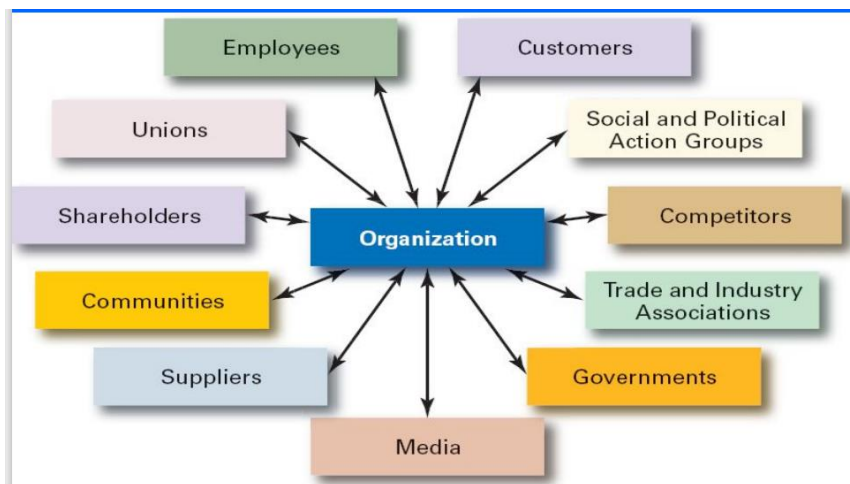 Employees
Customers
Unions
Social and Political
Action Groups
Shareholders
Organization
Competitors
Communities
Trade and Industry
Associations
Suppliers
Governments
Media